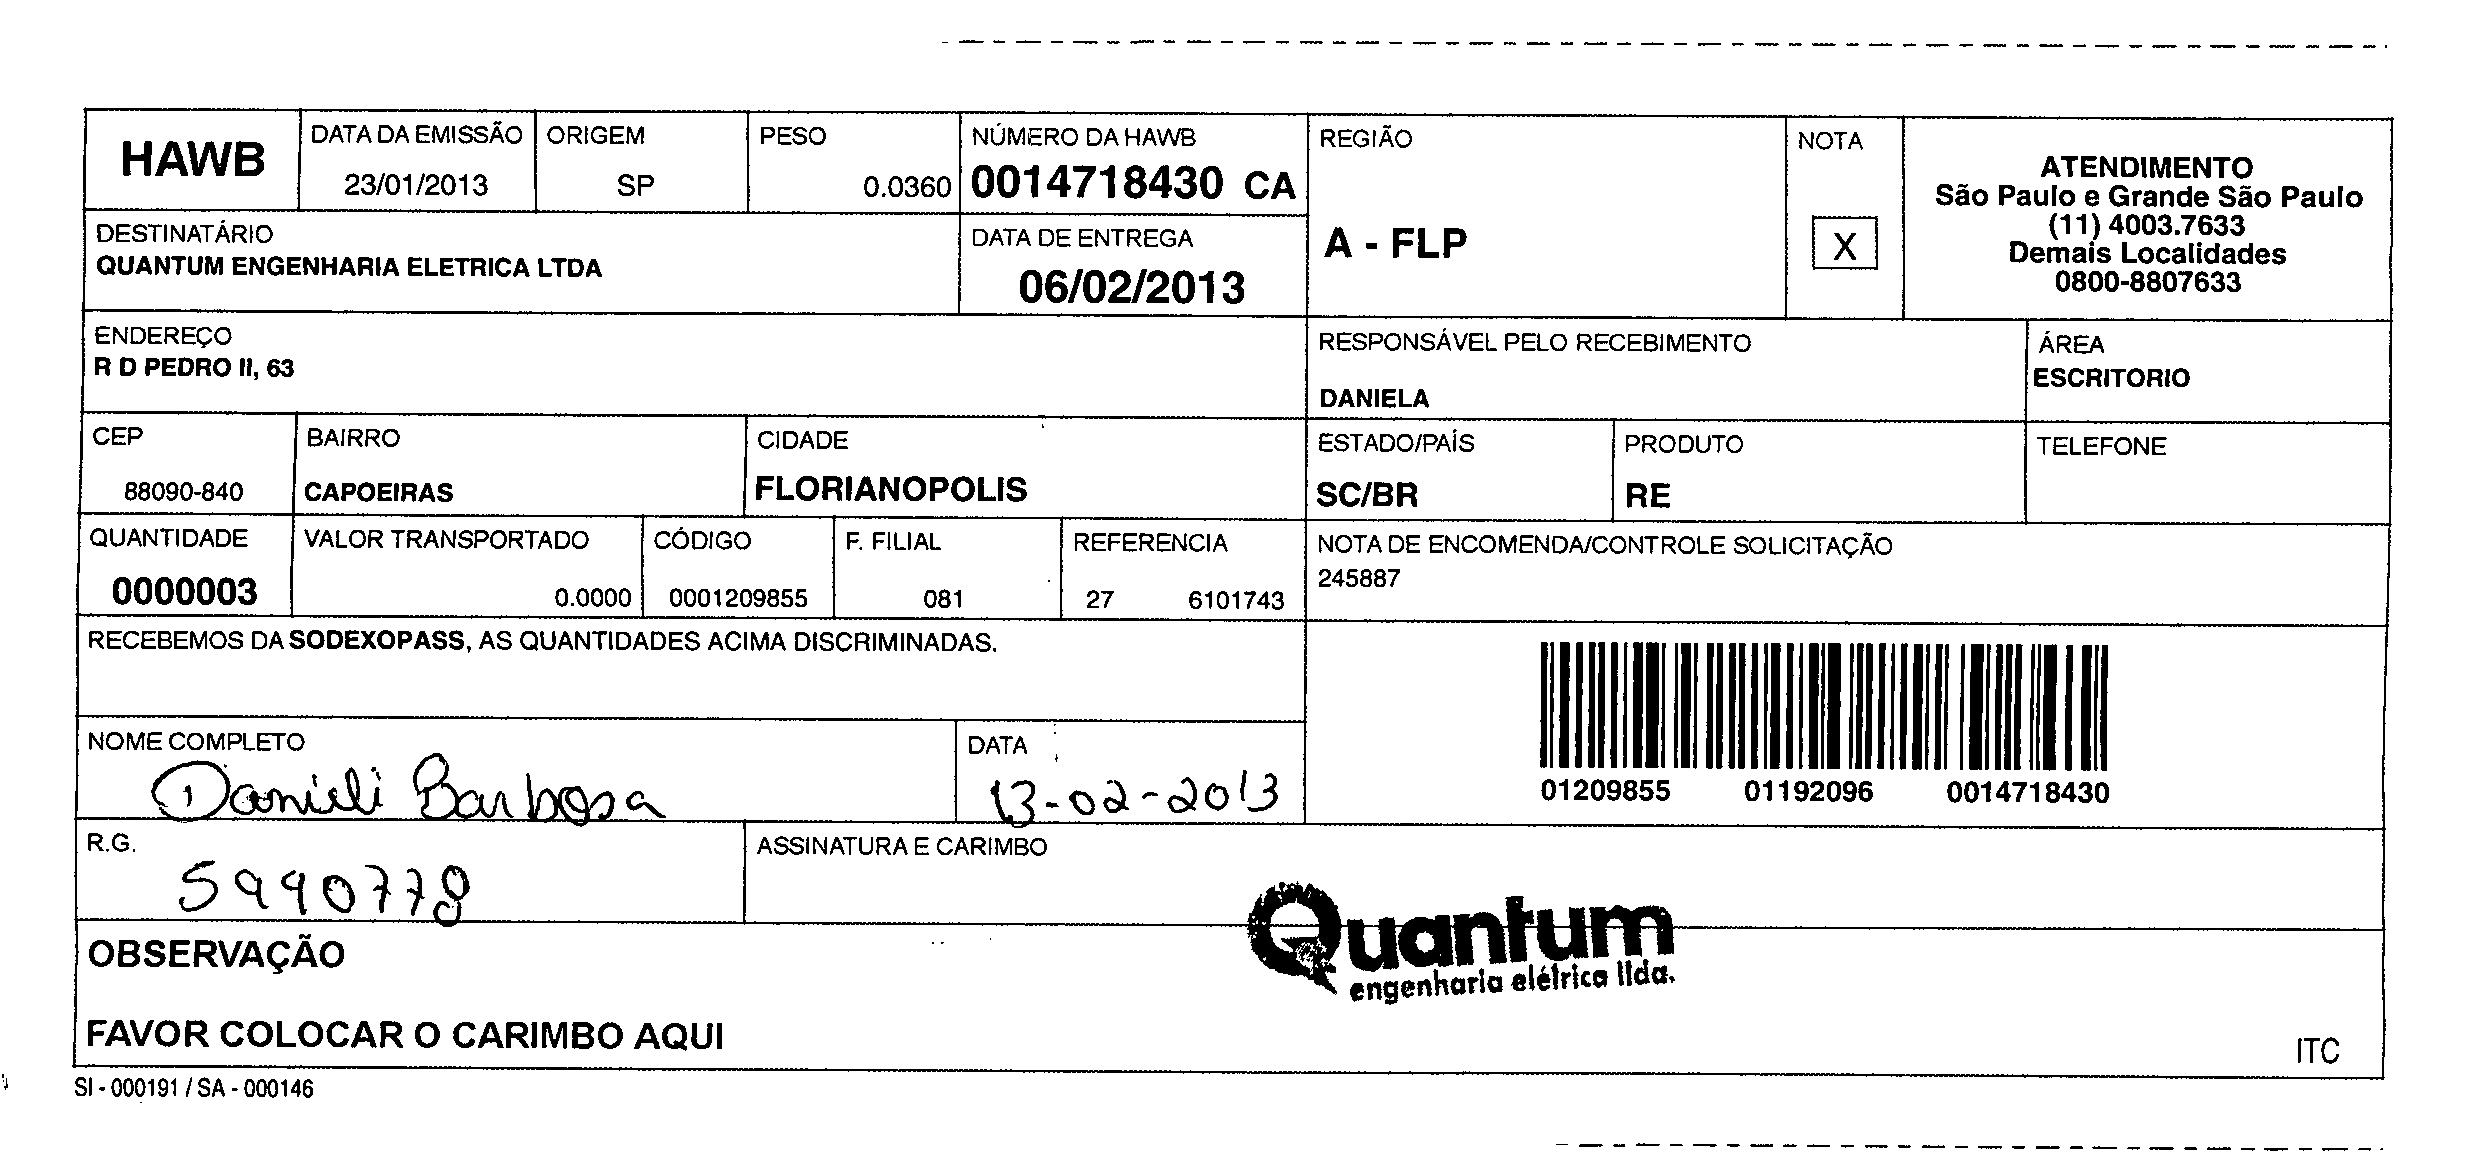 HAWB
DATA DA EMISSÃO
23/01/2013
ORIGEM
SP
PESO
0.0360
NÚMERO DA HAWB
0014718430 CA
REGIÃO
A - FLP
NOTA
X
ATENDIMENTO
São Paulo e Grande São Paulo
(11) 4003.7633
Demais Localidades
0800-8807633
DESTINATÁRIO
QUANTUM ENGENHARIA ELETRICA LTDA
DATA DE ENTREGA
06/02/2013
ENDEREÇO
R D PEDRO II, 63
RESPONSÁVEL PELO RECEBIMENTO
DANIELA
ÁREA
ESCRITORIO
CEP
88090-840
BAIRRO
CAPOEIRAS
CIDADE
FLORIANOPOLIS
ESTADO/PAÍS
SC/BR
PRODUTO
RE
TELEFONE
QUANTIDADE
0000003
VALOR TRANSPORTADO
0.0000
CÓDIGO
0001209855
F. FILIAL
081
REFERENCIA
27 6101743
NOTA DE ENCOMENDA/CONTROLE SOLICITAÇÃO
245887
RECEBEMOS DA SODEXOPASS, AS QUANTIDADES ACIMA DISCRIMINADAS.
01209855 01192096 0014718430
NOME COMPLETO
Danieli Barbosa
DATA
13-02-2013
R.G.
5990778
ASSINATURA E CARIMBO
Quantum
engenharia elétrica ltda.
OBSERVAÇÃO
FAVOR COLOCAR O CARIMBO AQUI
ITC
SI - 000191 / SA - 000146